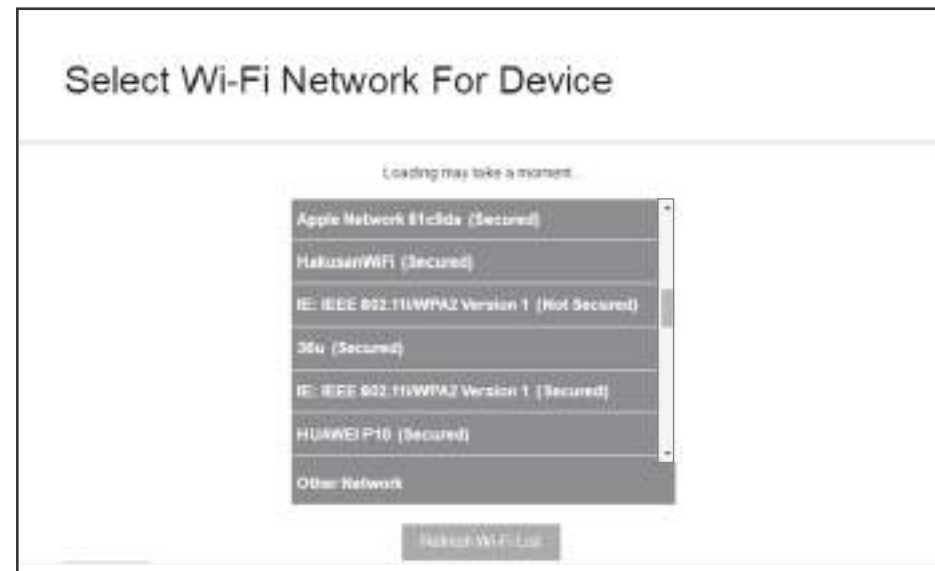 Select Wi-Fi Network For Device
Loading may take a moment...
Apple Network 81c8da (Secured)
HakusanWiFi (Secured)
IE: IEEE 802.11i/WPA2 Version 1 (Not Secured)
36u (Secured)
IE: IEEE 802.11i/WPA2 Version 1 (Secured)
HUAWEI P10 (Secured)
Other Network
Refresh Wi-Fi List